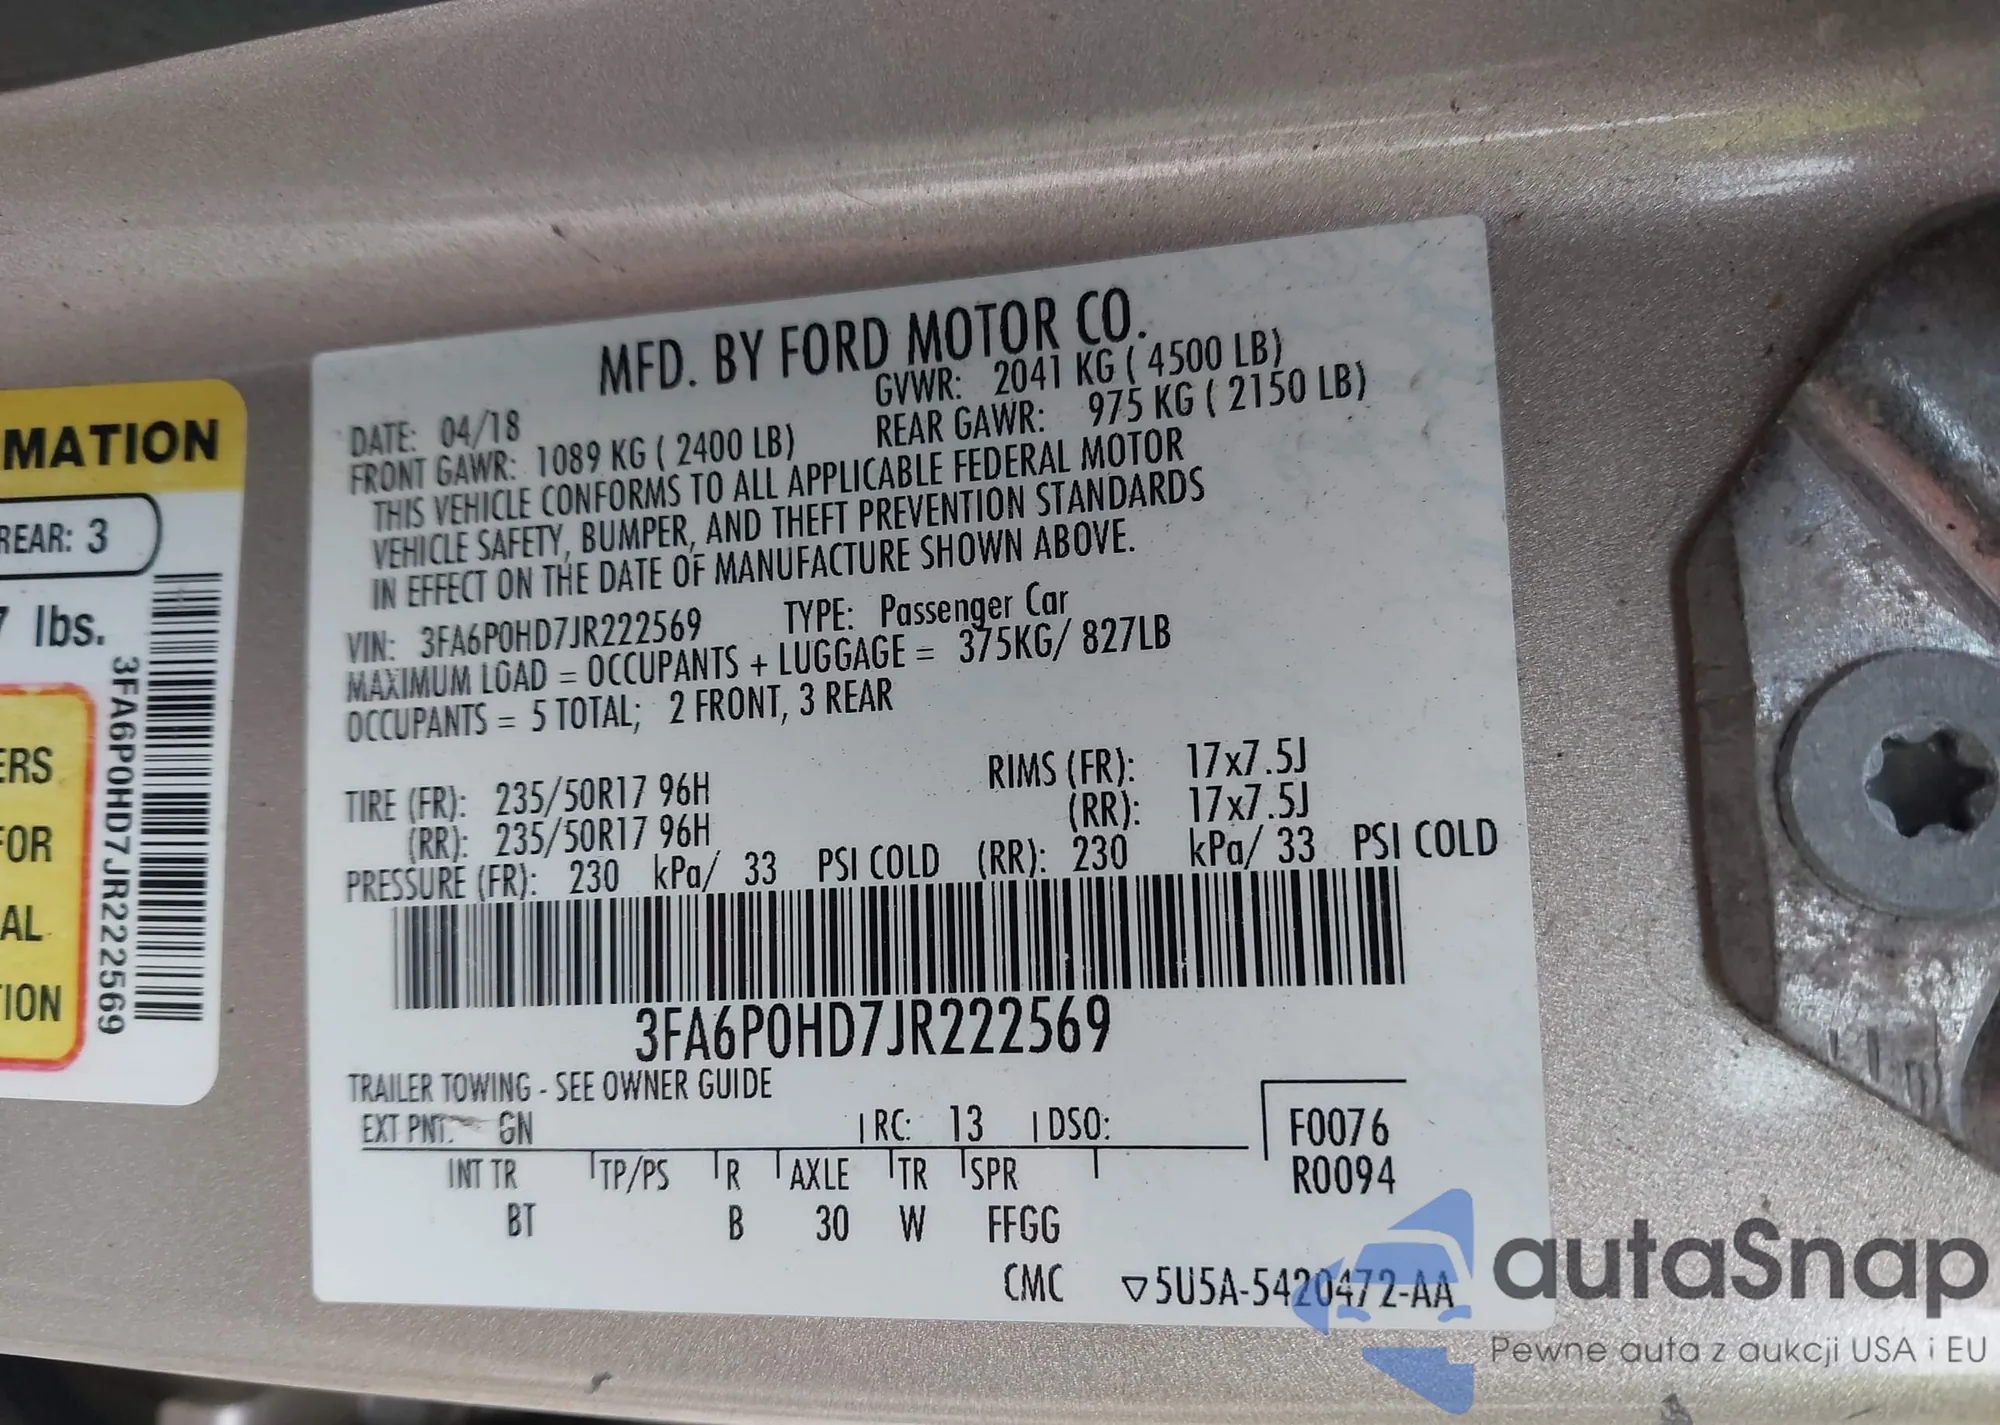 MATION
REAR: 3
7 lbs.
ERS
FOR
AL
TION
3FA6P0HD7JR222569
MFD. BY FORD MOTOR CO.
DATE: 04/18 GVWR: 2041 KG ( 4500 LB)
FRONT GAWR: 1089 KG ( 2400 LB) REAR GAWR: 975 KG ( 2150 LB)
THIS VEHICLE CONFORMS TO ALL APPLICABLE FEDERAL MOTOR
VEHICLE SAFETY, BUMPER, AND THEFT PREVENTION STANDARDS
IN EFFECT ON THE DATE OF MANUFACTURE SHOWN ABOVE.
VIN: 3FA6P0HD7JR222569 TYPE: Passenger Car
MAXIMUM LOAD = OCCUPANTS + LUGGAGE = 375KG/ 827LB
OCCUPANTS = 5 TOTAL; 2 FRONT, 3 REAR
TIRE (FR): 235/50R17 96H RIMS (FR): 17x7.5J
(RR): 235/50R17 96H (RR): 17x7.5J
PRESSURE (FR): 230 kPa/ 33 PSI COLD (RR): 230 kPa/ 33 PSI COLD
3FA6P0HD7JR222569
TRAILER TOWING - SEE OWNER GUIDE
EXT PNT: GN RC: 13 DSO: F0076
R0094
INT TR TP/PS R AXLE TR SPR
BT B 30 W FFGG
CMC ▽5U5A-5420472-AA
autaSnap
Pewne auta z aukcji USA i EU